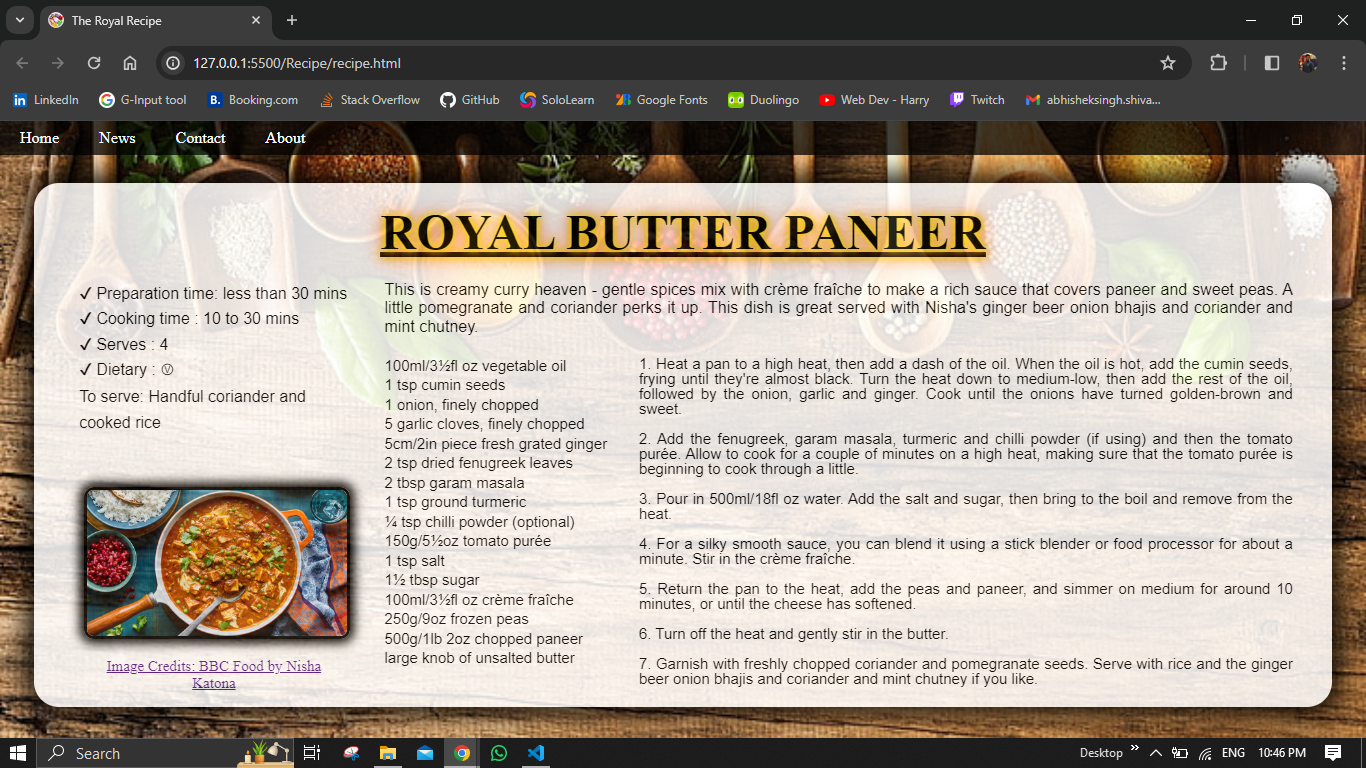 The Royal Recipe
127.0.0.1:5500/Recipe/recipe.html
LinkedIn G-Input tool Booking.com Stack Overflow GitHub SoloLearn Google Fonts Duolingo Web Dev - Harry Twitch abhisheksingh.shiva...
Home News Contact About
ROYAL BUTTER PANEER
✓ Preparation time: less than 30 mins
✓ Cooking time : 10 to 30 mins
✓ Serves : 4
✓ Dietary : Ⓥ
To serve: Handful coriander and
cooked rice
Image Credits: BBC Food by Nisha
Katona
This is creamy curry heaven - gentle spices mix with crème fraîche to make a rich sauce that covers paneer and sweet peas. A
little pomegranate and coriander perks it up. This dish is great served with Nisha's ginger beer onion bhajis and coriander and
mint chutney.
100ml/3½fl oz vegetable oil
1 tsp cumin seeds
1 onion, finely chopped
5 garlic cloves, finely chopped
5cm/2in piece fresh grated ginger
2 tsp dried fenugreek leaves
2 tbsp garam masala
1 tsp ground turmeric
¼ tsp chilli powder (optional)
150g/5½oz tomato purée
1 tsp salt
1½ tbsp sugar
100ml/3½fl oz crème fraîche
250g/9oz frozen peas
500g/1lb 2oz chopped paneer
large knob of unsalted butter
1. Heat a pan to a high heat, then add a dash of the oil. When the oil is hot, add the cumin seeds,
frying until they're almost black. Turn the heat down to medium-low, then add the rest of the oil,
followed by the onion, garlic and ginger. Cook until the onions have turned golden-brown and
sweet.
2. Add the fenugreek, garam masala, turmeric and chilli powder (if using) and then the tomato
purée. Allow to cook for a couple of minutes on a high heat, making sure that the tomato purée is
beginning to cook through a little.
3. Pour in 500ml/18fl oz water. Add the salt and sugar, then bring to the boil and remove from the
heat.
4. For a silky smooth sauce, you can blend it using a stick blender or food processor for about a
minute. Stir in the crème fraîche.
5. Return the pan to the heat, add the peas and paneer, and simmer on medium for around 10
minutes, or until the cheese has softened.
6. Turn off the heat and gently stir in the butter.
7. Garnish with freshly chopped coriander and pomegranate seeds. Serve with rice and the ginger
beer onion bhajis and coriander and mint chutney if you like.
Search Desktop ENG 10:46 PM